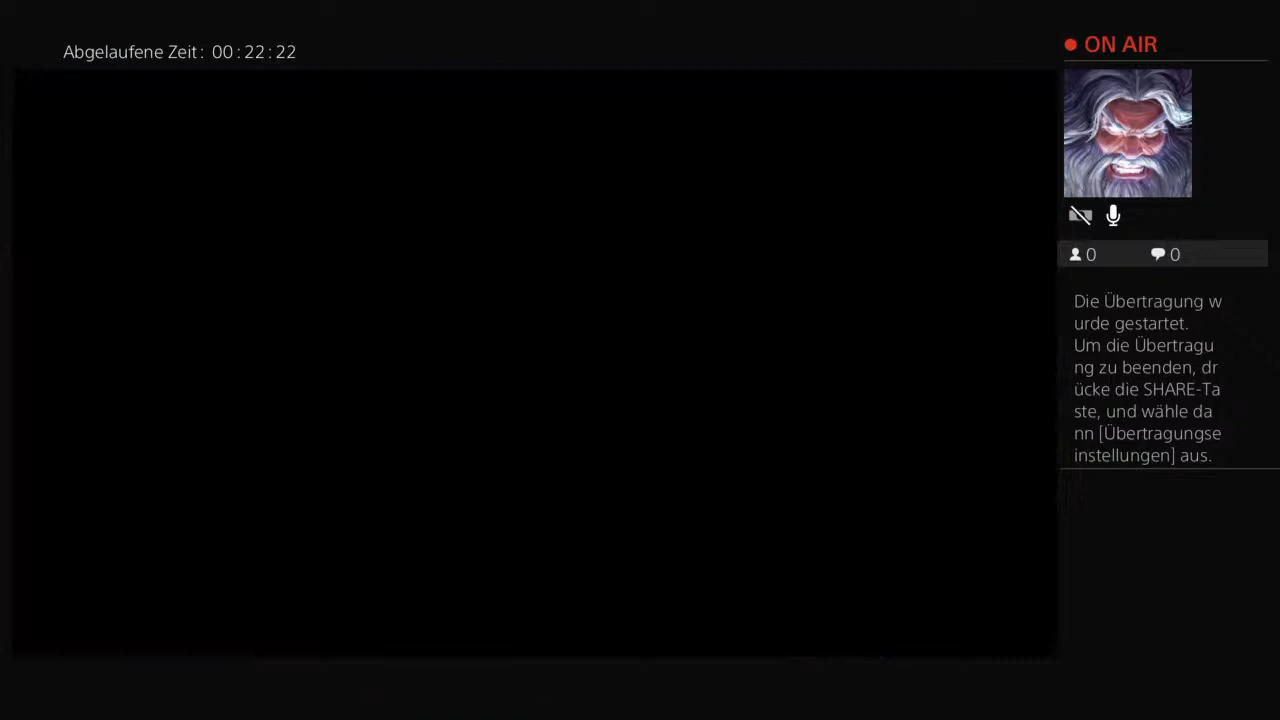 Abgelaufene Zeit: 00:22:22
ON AIR
0
0
Die Übertragung w
urde gestartet.
Um die Übertragu
ng zu beenden, dr
ücke die SHARE-Ta
ste, und wähle da
nn [Übertragungse
instellungen] aus.